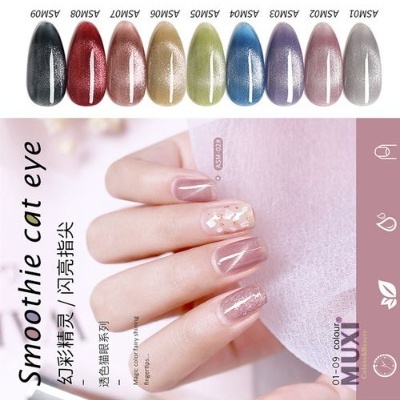 ASM09
ASM08
ASM07
ASM06
ASM05
ASM04
ASM03
ASM02
ASM01
Smoothie cat eye
幻彩精灵 / 闪亮指尖
透色猫眼系列
Magic color fairy shining
fingertips...
ASM-02#
01-09 colour
MUXI